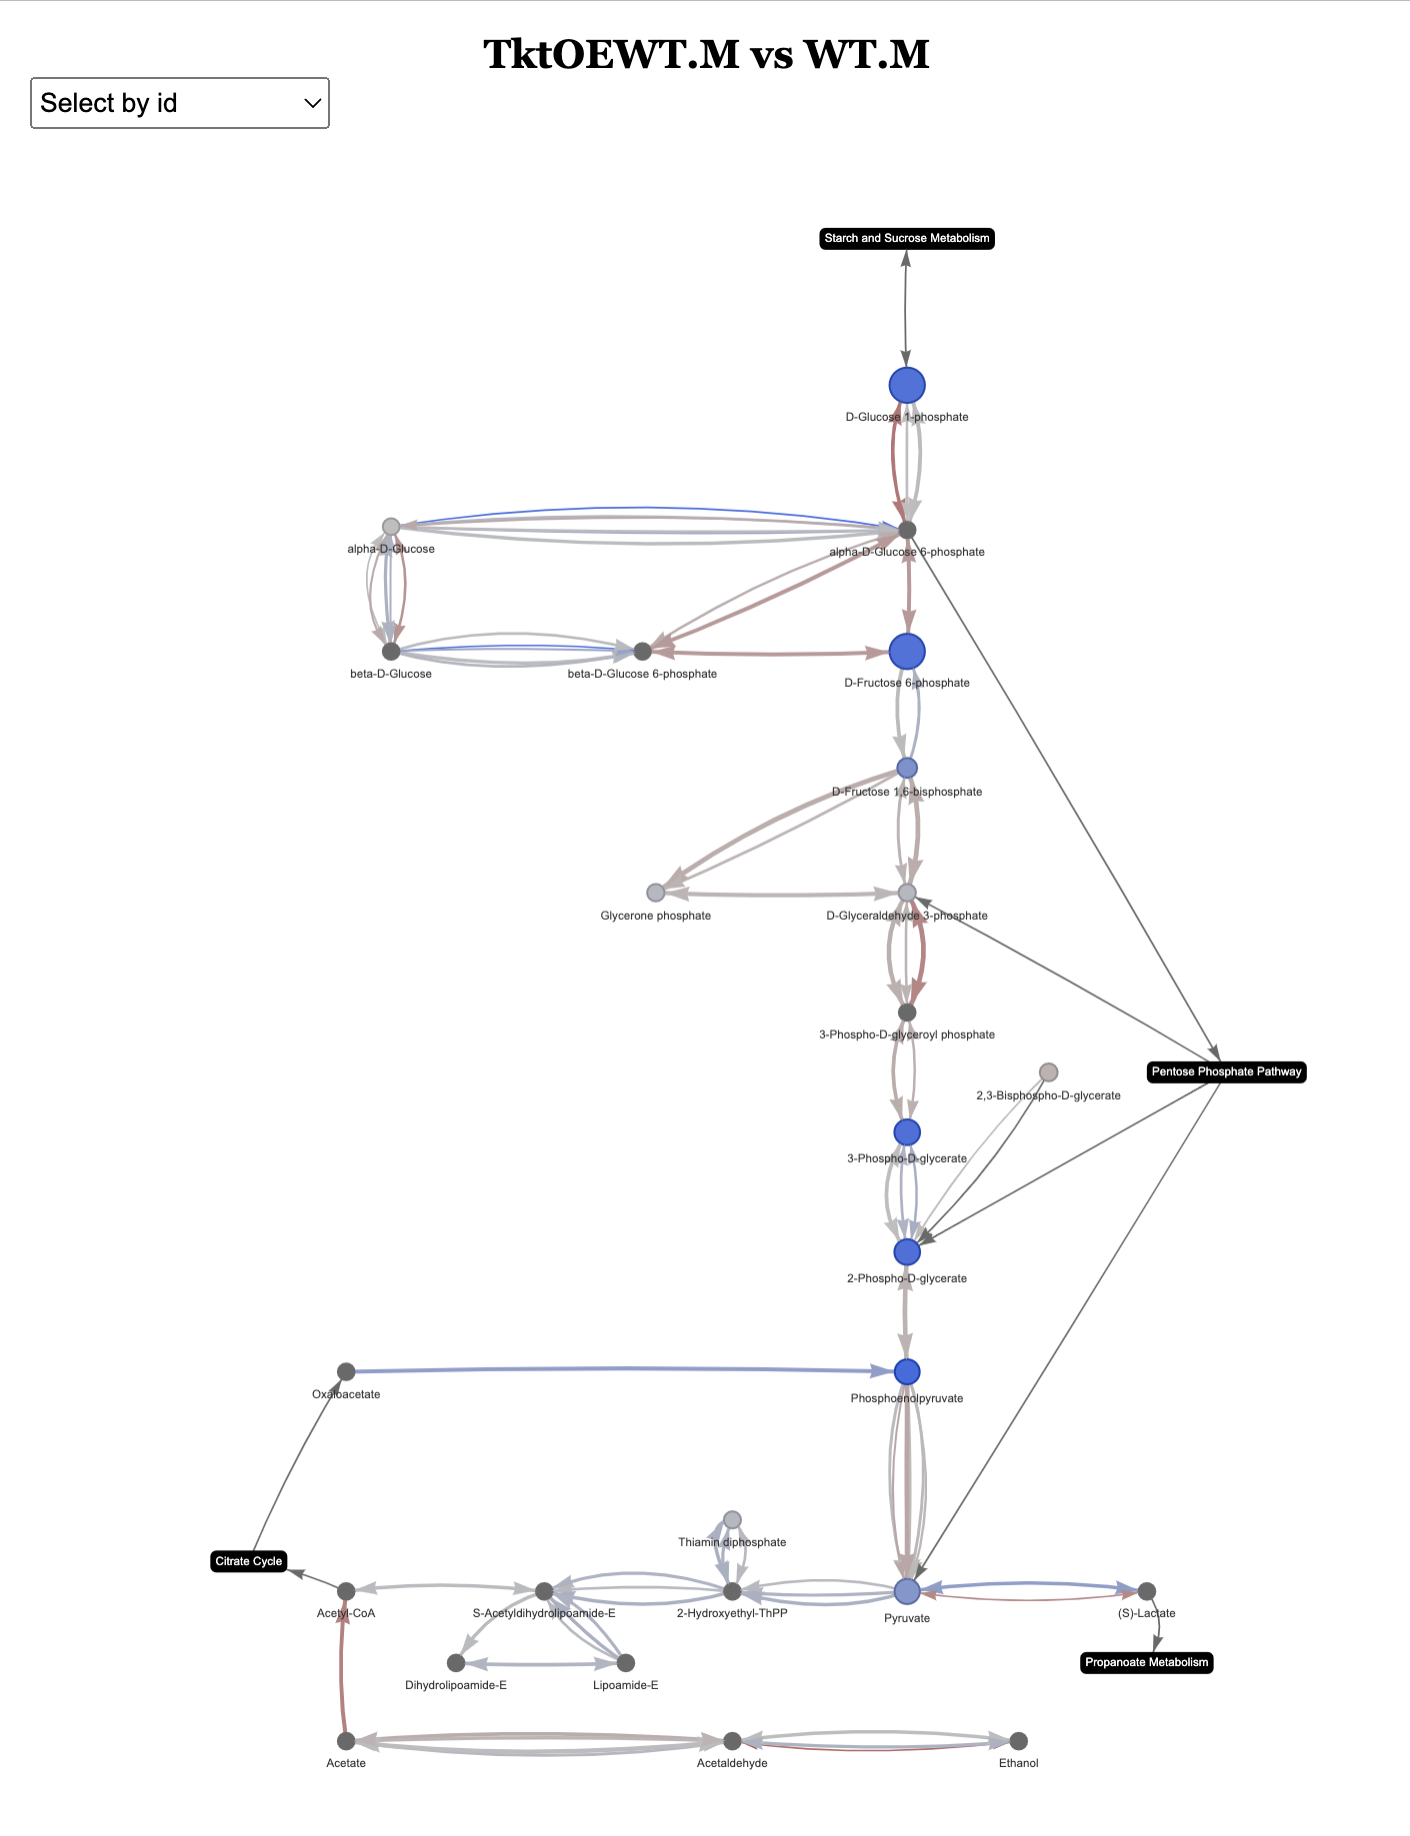 TktOEWT.M vs WT.M
Select by id
Starch and Sucrose Metabolism
D-Glucose 1-phosphate
alpha-D-Glucose
alpha-D-Glucose 6-phosphate
beta-D-Glucose
beta-D-Glucose 6-phosphate
D-Fructose 6-phosphate
D-Fructose 1,6-bisphosphate
Glycerone phosphate
D-Glyceraldehyde 3-phosphate
3-Phospho-D-glyceroyl phosphate
Pentose Phosphate Pathway
2,3-Bisphospho-D-glycerate
3-Phospho-D-glycerate
2-Phospho-D-glycerate
Oxaloacetate
Phosphoenolpyruvate
Thiamin diphosphate
Citrate Cycle
Acetyl-CoA
S-Acetyldihydrolipoamide-E
2-Hydroxyethyl-ThPP
Pyruvate
(S)-Lactate
Propanoate Metabolism
Dihydrolipoamide-E
Lipoamide-E
Acetate
Acetaldehyde
Ethanol